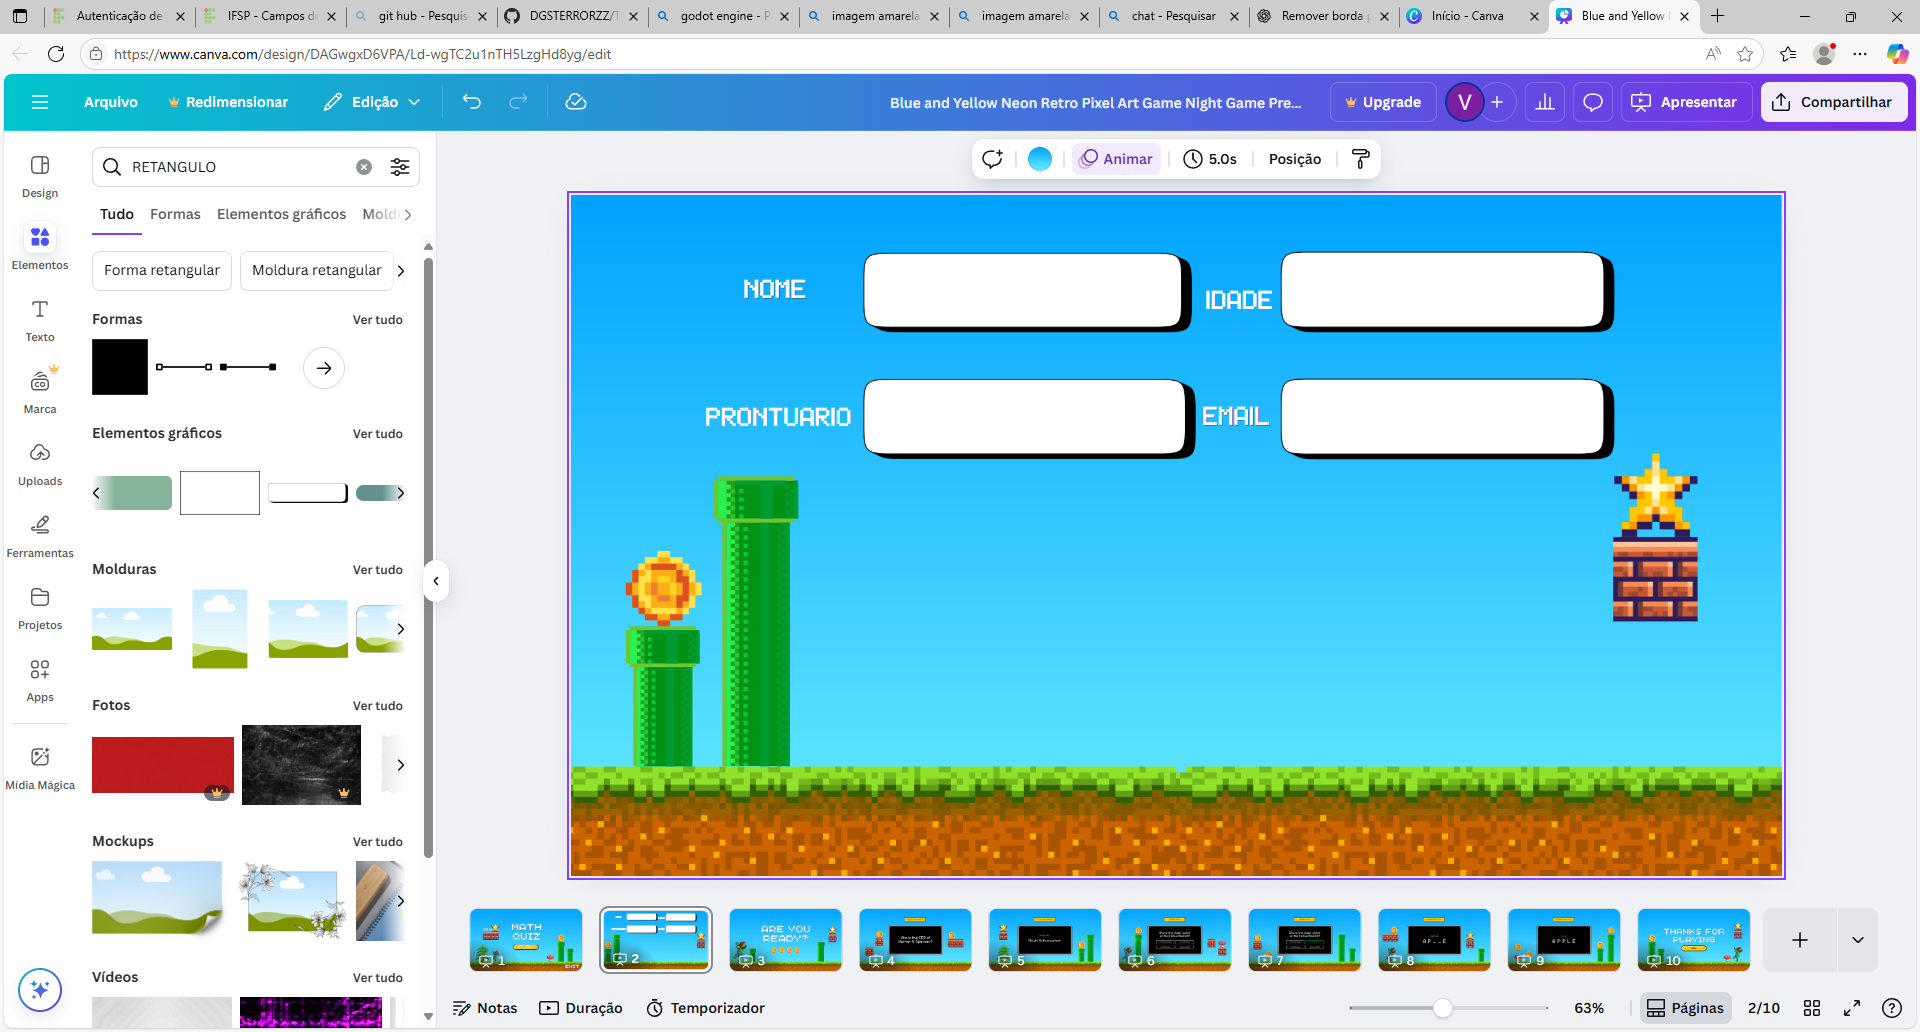 Autenticação de
IFSP - Campos d
git hub - Pesquis
DGSTERRORZZ/T
godot engine - P
imagem amarela
imagem amarela
chat - Pesquisar
Remover borda p
Início - Canva
Blue and Yellow
https://www.canva.com/design/DAGwgxD6VPA/Ld-wgTC2u1nTH5LzgHd8yg/edit
Arquivo
Redimensionar
Edição
Blue and Yellow Neon Retro Pixel Art Game Night Game Pre...
Upgrade
V
Apresentar
Compartilhar
RETANGULO
Animar
5.0s
Posição
Design
Elementos
Texto
Marca
Uploads
Ferramentas
Projetos
Apps
Mídia Mágica
Tudo
Formas
Elementos gráficos
Mold
Forma retangular
Moldura retangular
Formas
Ver tudo
Elementos gráficos
Ver tudo
Molduras
Ver tudo
Fotos
Ver tudo
Mockups
Ver tudo
Vídeos
Ver tudo
NOME
IDADE
PRONTUARIO
EMAIL
MATH
QUIZ
EXIT
1
2
ARE YOU
READY?
3
4
5
6
7
AP__E
8
APPLE
9
THANKS FOR
PLAYING
10
Notas
Duração
Temporizador
63%
Páginas
2/10